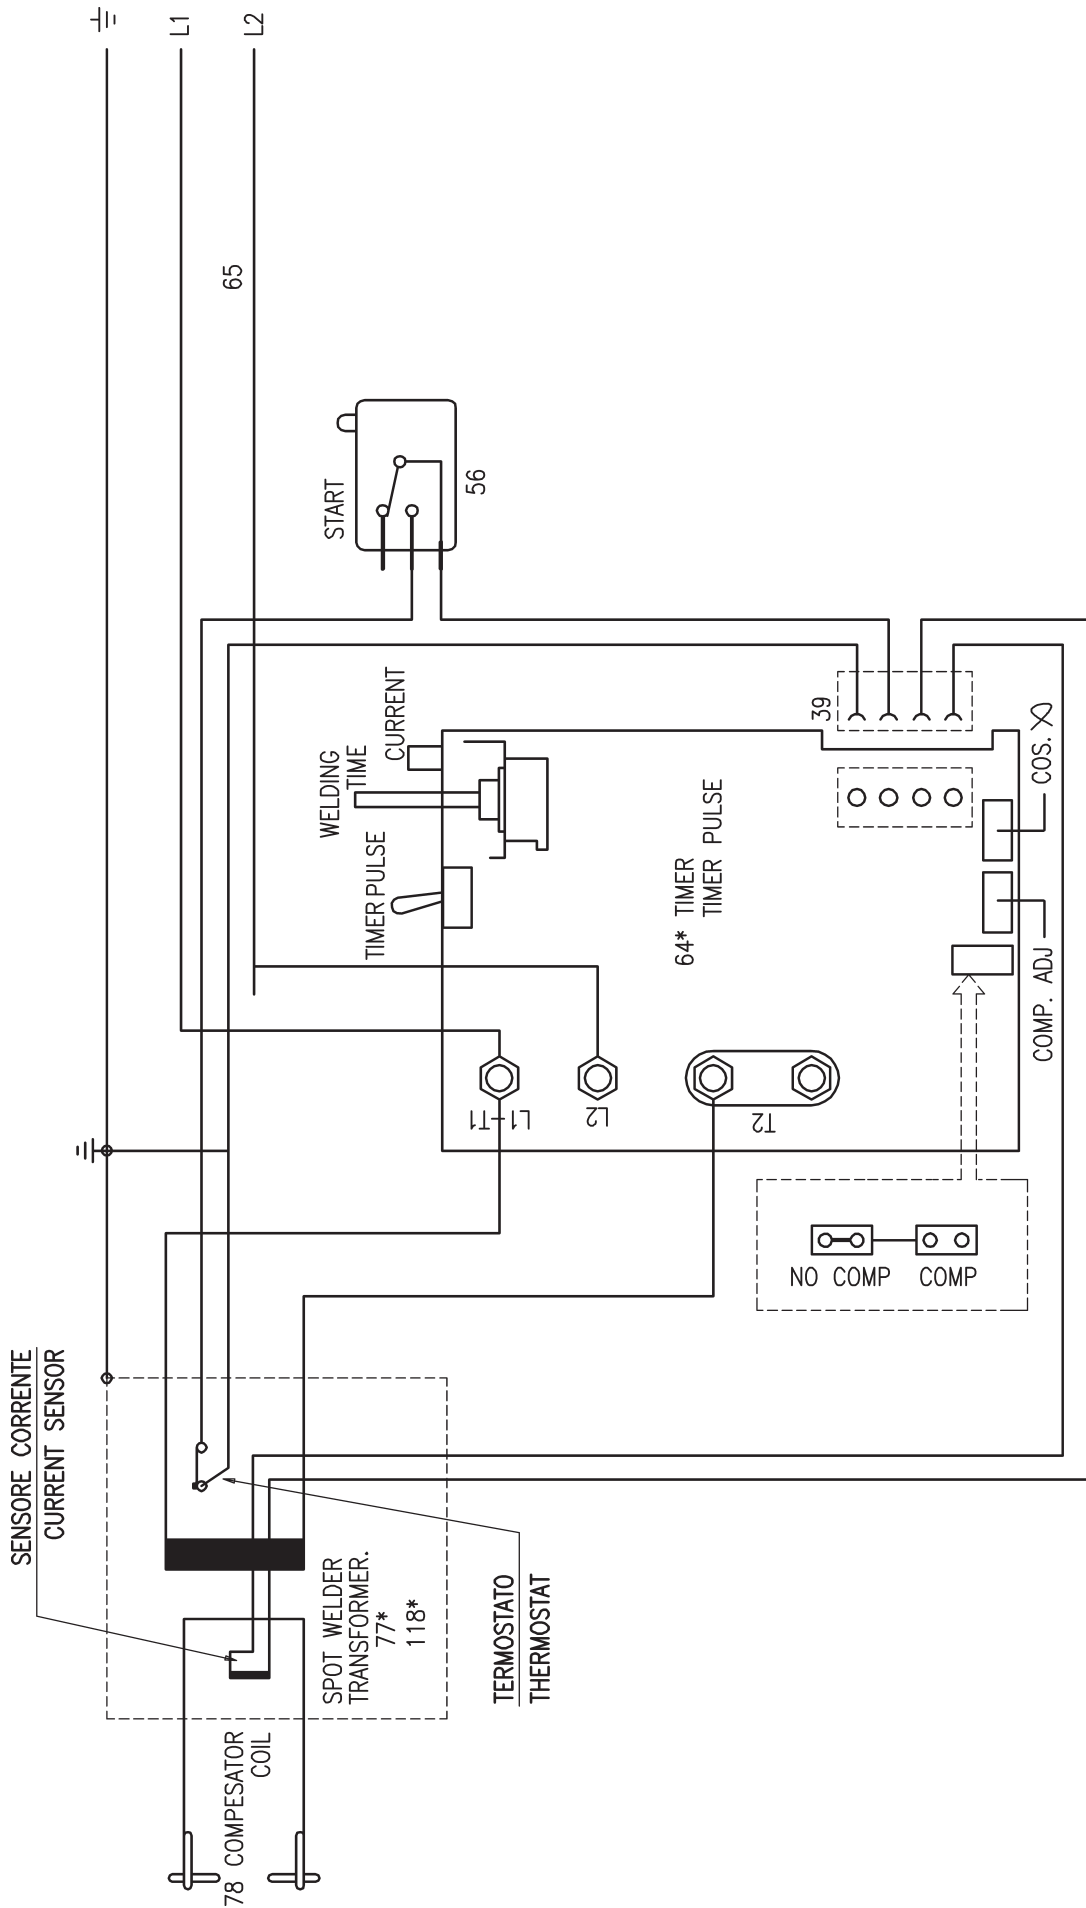 L1
L2
65
START
56
WELDING
TIME
CURRENT
TIMER PULSE
39
64* TIMER
TIMER PULSE
COS.
COMP. ADJ
L1-T1
L2
T2
NO COMP
COMP
SENSORE CORRENTE
CURRENT SENSOR
SPOT WELDER
TRANSFORMER.
77*
118*
TERMOSTATO
THERMOSTAT
78 COMPESATOR
COIL